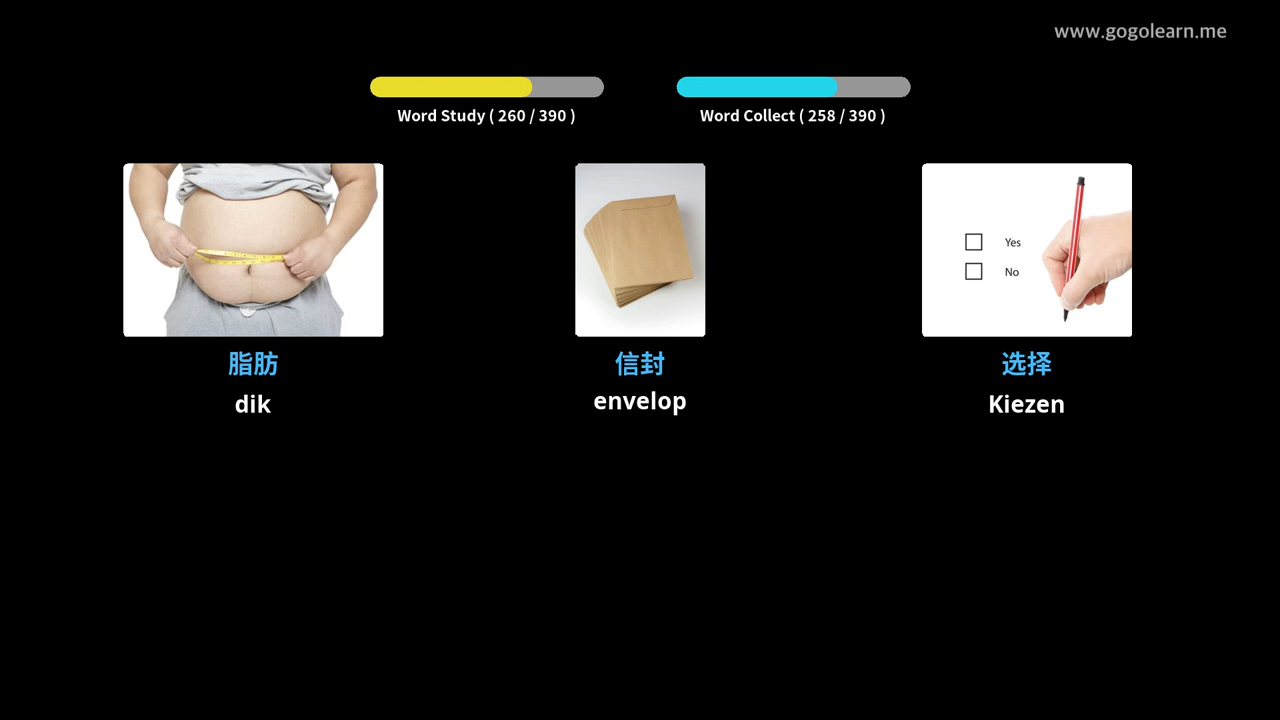 www.gogolearn.me
Word Study ( 260 / 390 )
Word Collect ( 258 / 390 )
Yes
No
脂肪
信封
选择
dik
envelop
Kiezen